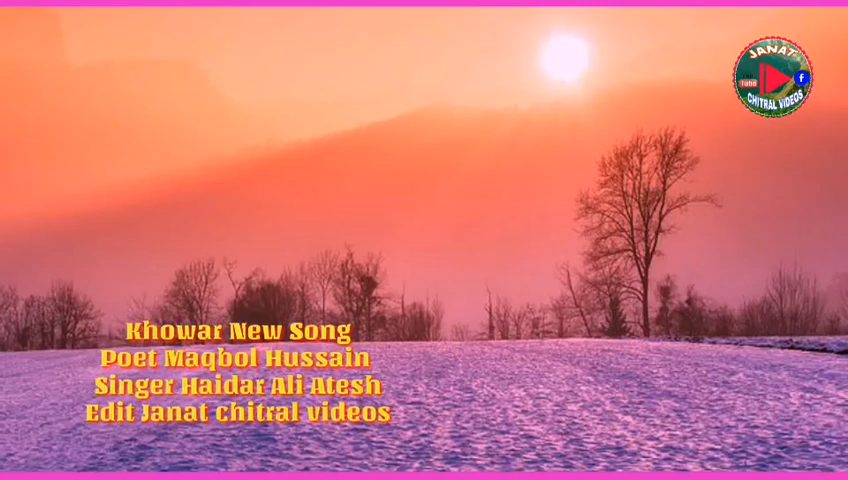 JANAT
Tube
f
CHITRAL VIDEOS
Khowar New Song
Poet Maqbol Hussain
Singer Haidar Ali Atesh
Edit Janat Chitral videos